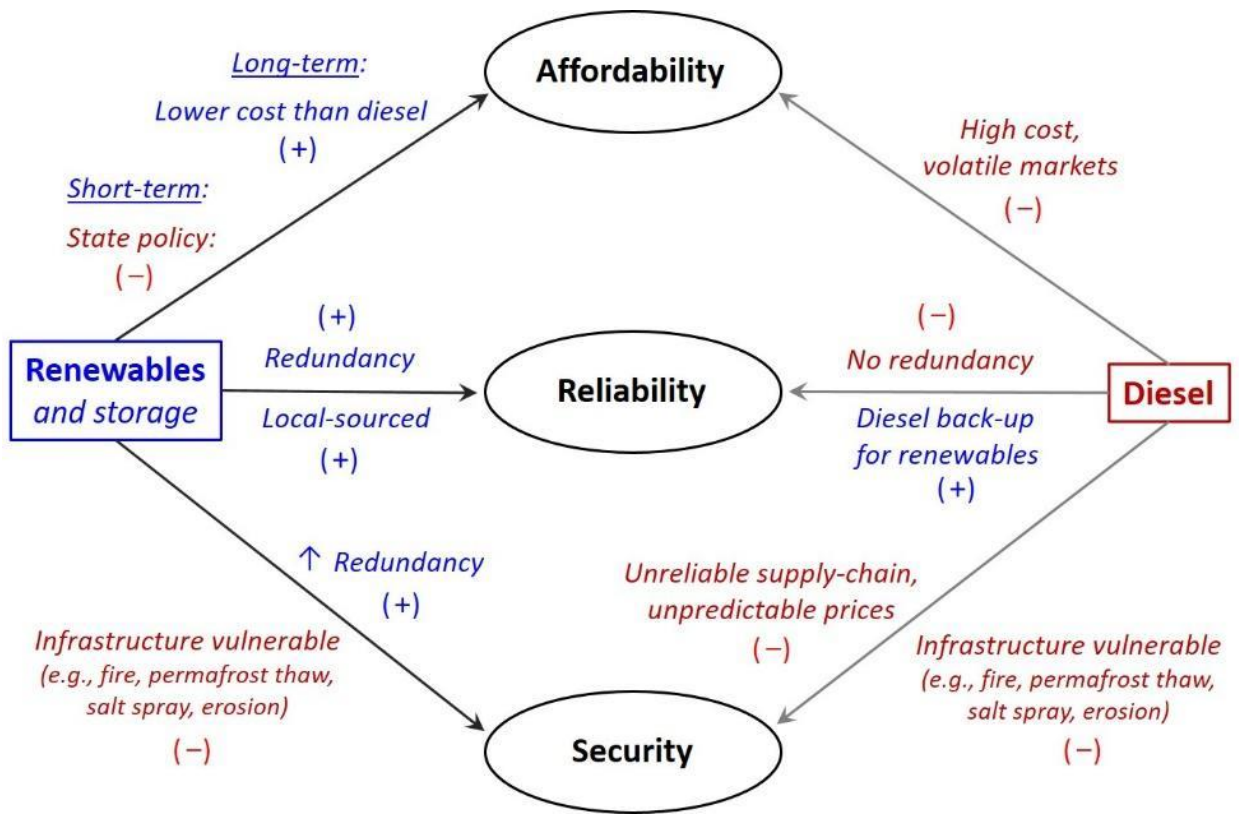 Affordability
Long-term:
Lower cost than diesel
(+)
Short-term:
State policy:
(−)
High cost,
volatile markets
(−)
Renewables
and storage
(+)
Redundancy
Local-sourced
(+)
Reliability
(−)
No redundancy
Diesel back-up
for renewables
(+)
Diesel
↑ Redundancy
(+)
Infrastructure vulnerable
(e.g., fire, permafrost thaw,
salt spray, erosion)
(−)
Security
Unreliable supply-chain,
unpredictable prices
(−)
Infrastructure vulnerable
(e.g., fire, permafrost thaw,
salt spray, erosion)
(−)